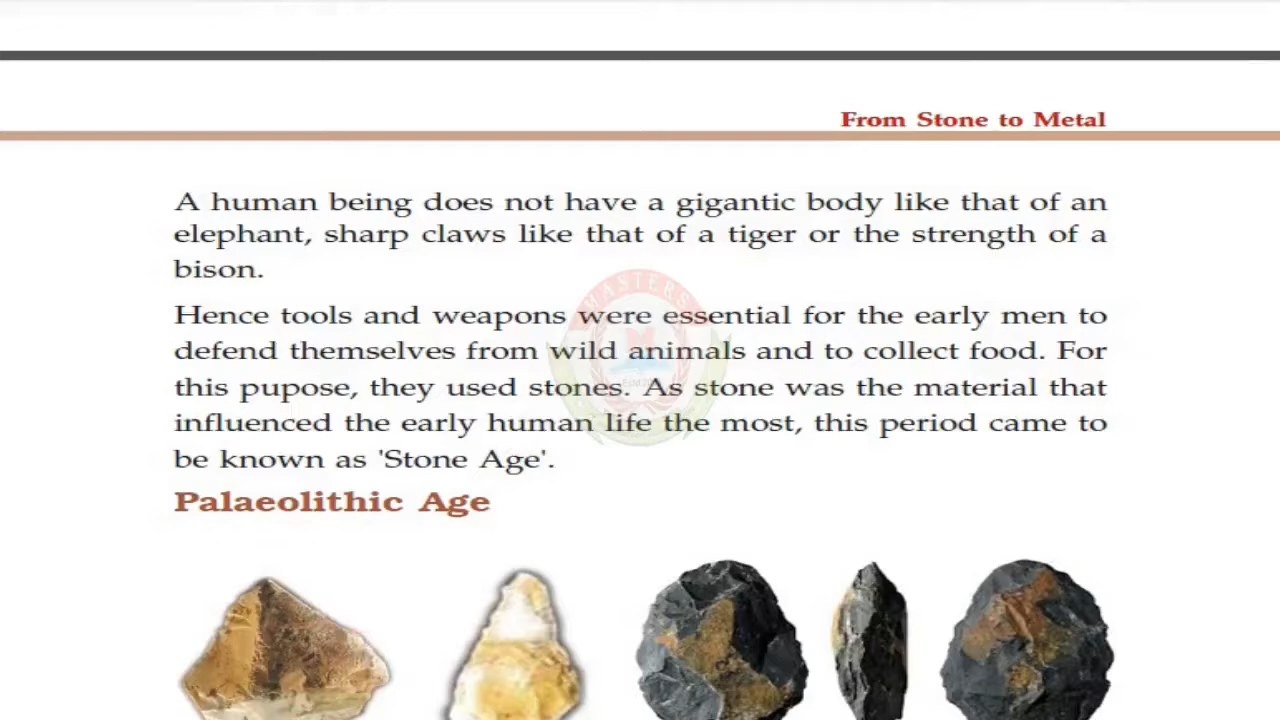 From Stone to Metal
A human being does not have a gigantic body like that of an
elephant, sharp claws like that of a tiger or the strength of a
bison.
Hence tools and weapons were essential for the early men to
defend themselves from wild animals and to collect food. For
this pupose, they used stones. As stone was the material that
influenced the early human life the most, this period came to
be known as 'Stone Age'.
MASTERS
Palaeolithic Age